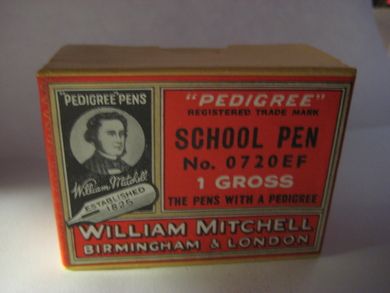 "PEDIGREE" PENS
William Mitchell
ESTABLISHED
1825
"PEDIGREE"
REGISTERED TRADE MARK
SCHOOL PEN
No. 0720EF
1 GROSS
THE PENS WITH A PEDIGREE
WILLIAM MITCHELL
BIRMINGHAM & LONDON